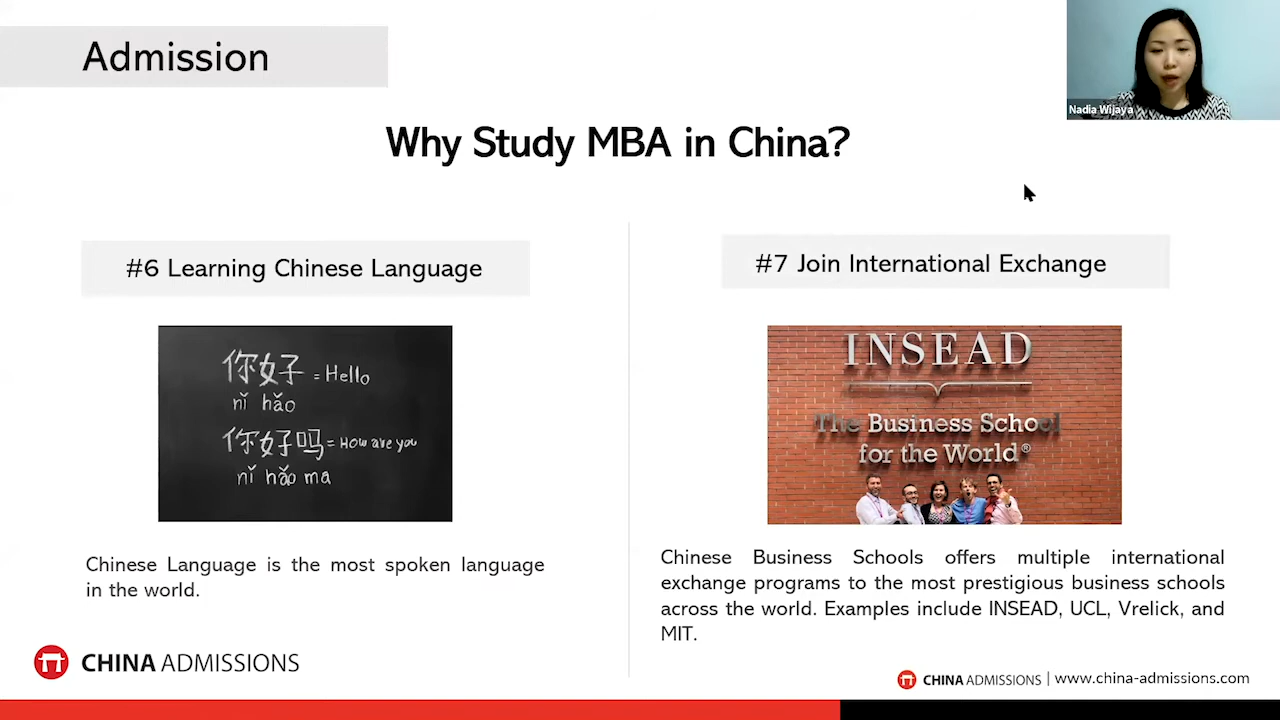 Admission
Nadia Wijaya
Why Study MBA in China?
#6 Learning Chinese Language
你好 = Hello
nǐ hǎo
你好吗 = How are you
nǐ hǎo ma
Chinese Language is the most spoken language
in the world.
CHINA ADMISSIONS
#7 Join International Exchange
INSEAD
The Business School
for the World®
Chinese Business Schools offers multiple international
exchange programs to the most prestigious business schools
across the world. Examples include INSEAD, UCL, Vrelick, and
MIT.
CHINA ADMISSIONS | www.china-admissions.com